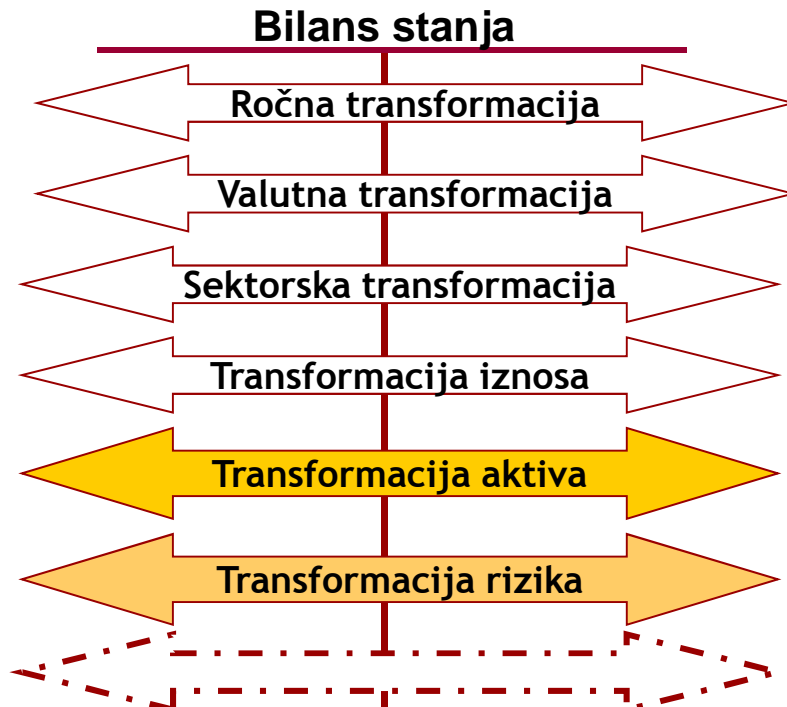 Bilans stanja
Ročna transformacija
Valutna transformacija
Sektorska transformacija
Transformacija iznosa
Transformacija aktiva
Transformacija rizika